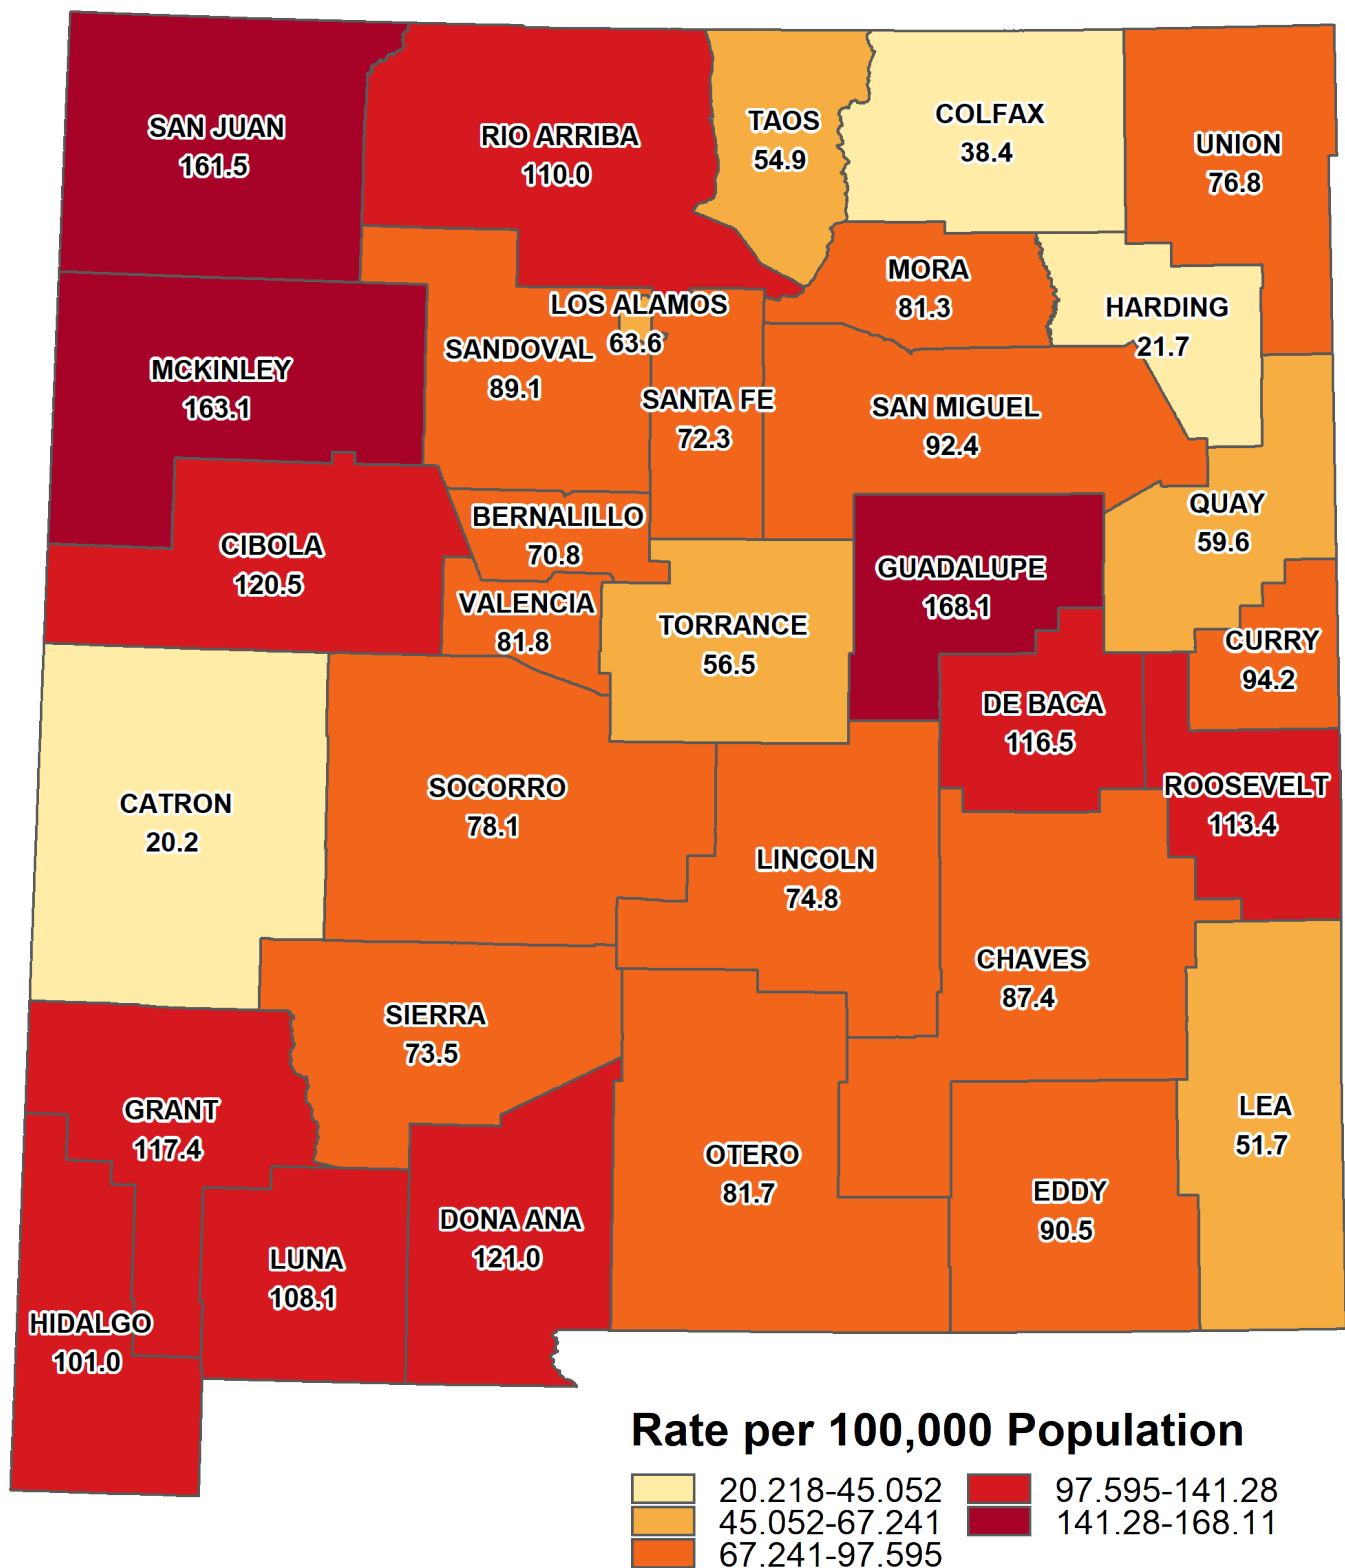 SAN JUAN
161.5
RIO ARRIBA
110.0
TAOS
54.9
COLFAX
38.4
UNION
76.8
MORA
81.3
HARDING
21.7
LOS ALAMOS
63.6
SANDOVAL
89.1
MCKINLEY
163.1
SANTA FE
72.3
SAN MIGUEL
92.4
QUAY
59.6
BERNALILLO
70.8
CIBOLA
120.5
GUADALUPE
168.1
VALENCIA
81.8
TORRANCE
56.5
CURRY
94.2
DE BACA
116.5
ROOSEVELT
113.4
CATRON
20.2
SOCORRO
78.1
LINCOLN
74.8
CHAVES
87.4
SIERRA
73.5
GRANT
117.4
LEA
51.7
OTERO
81.7
EDDY
90.5
DONA ANA
121.0
LUNA
108.1
HIDALGO
101.0
Rate per 100,000 Population
20.218-45.052
45.052-67.241
67.241-97.595
97.595-141.28
141.28-168.11